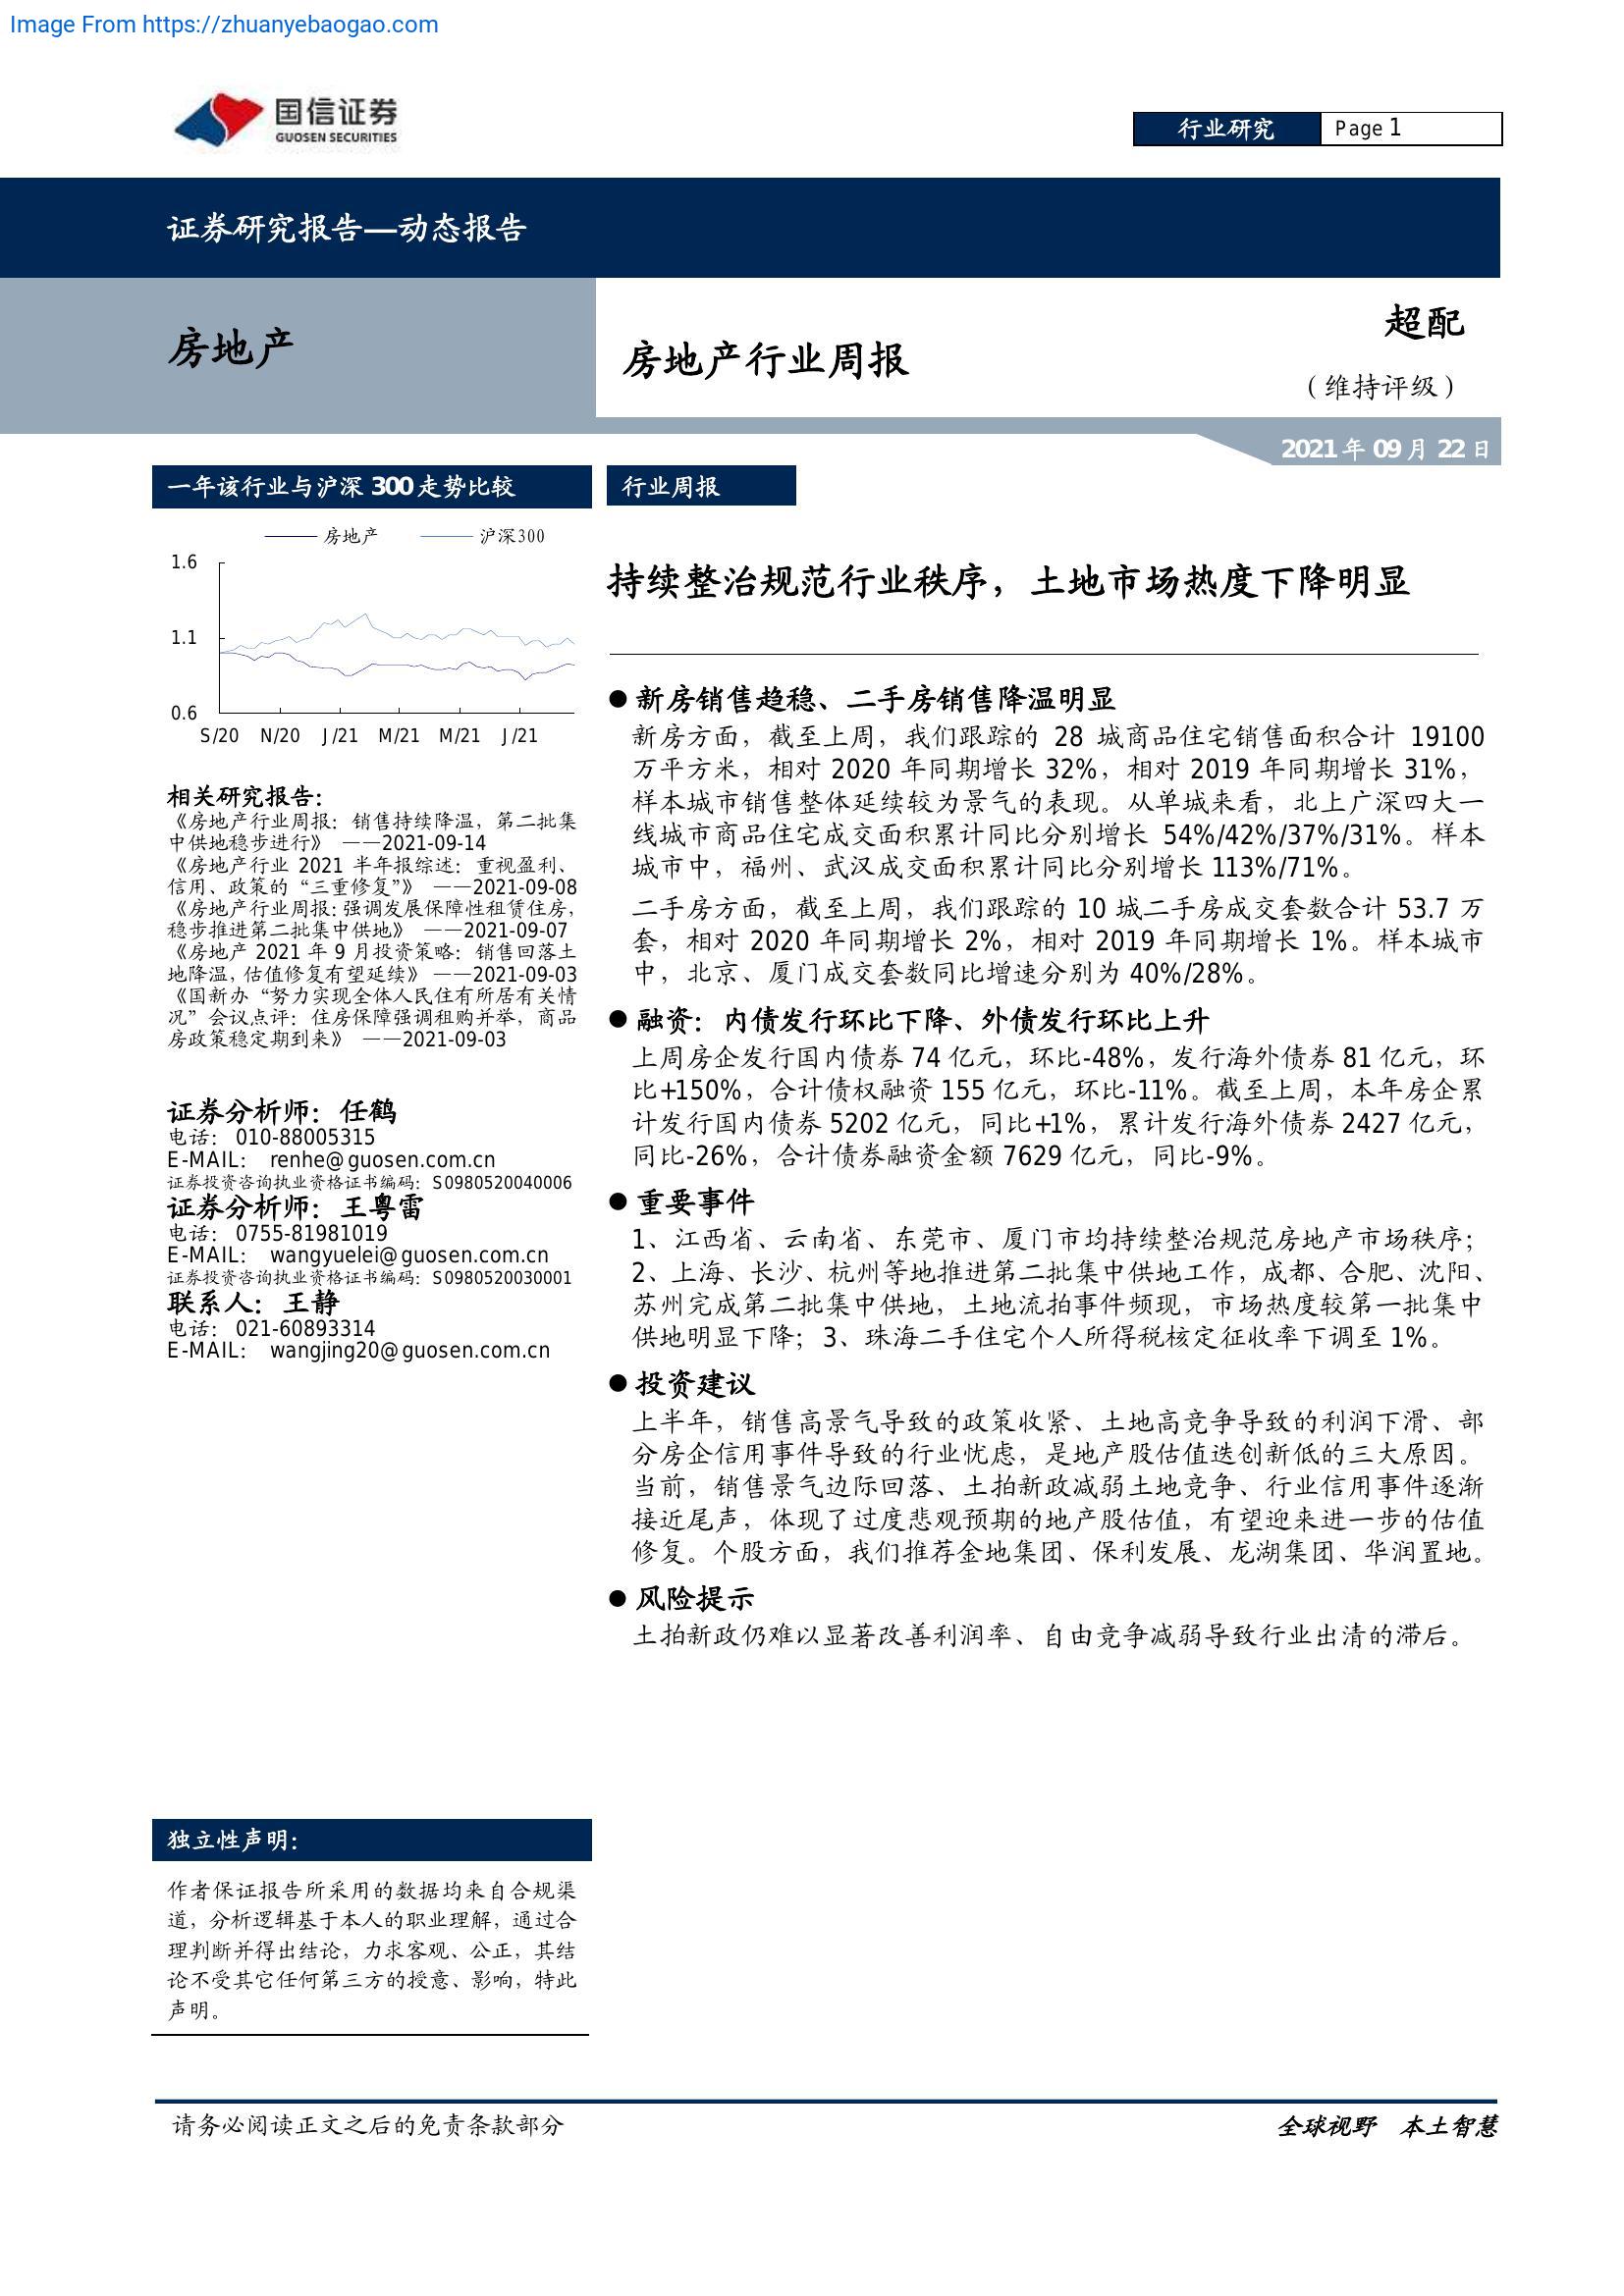 Image From https://zhuanyebaogao.com
国信证券
GUOSEN SECURITIES
行业研究
Page 1
证券研究报告—动态报告
房地产
房地产行业周报
超配
（维持评级）
2021年09月22日
一年该行业与沪深300走势比较
房地产 沪深300
1.6
1.1
0.6
S/20 N/20 J/21 M/21 M/21 J/21
相关研究报告：
《房地产行业周报：销售持续降温，第二批集
中供地稳步进行》 ——2021-09-14
《房地产行业 2021 半年报综述：重视盈利、
信用、政策的“三重修复”》 ——2021-09-08
《房地产行业周报：强调发展保障性租赁住房，
稳步推进第二批集中供地》 ——2021-09-07
《房地产 2021 年 9 月投资策略：销售回落土
地降温，估值修复有望延续》 ——2021-09-03
《国新办“努力实现全体人民住有所居有关情
况”会议点评：住房保障强调租购并举，商品
房政策稳定期到来》 ——2021-09-03
证券分析师：任鹤
电话： 010-88005315
E-MAIL： renhe@guosen.com.cn
证券投资咨询执业资格证书编码：S0980520040006
证券分析师：王粤雷
电话： 0755-81981019
E-MAIL： wangyuelei@guosen.com.cn
证券投资咨询执业资格证书编码：S0980520030001
联系人：王静
电话： 021-60893314
E-MAIL： wangjing20@guosen.com.cn
独立性声明：
作者保证报告所采用的数据均来自合规渠
道，分析逻辑基于本人的职业理解，通过合
理判断并得出结论，力求客观、公正，其结
论不受其它任何第三方的授意、影响，特此
声明。
行业周报
持续整治规范行业秩序，土地市场热度下降明显
● 新房销售趋稳、二手房销售降温明显
新房方面，截至上周，我们跟踪的 28 城商品住宅销售面积合计 19100
万平方米，相对 2020 年同期增长 32%，相对 2019 年同期增长 31%，
样本城市销售整体延续较为景气的表现。从单城来看，北上广深四大一
线城市商品住宅成交面积累计同比分别增长 54%/42%/37%/31%。样本
城市中，福州、武汉成交面积累计同比分别增长 113%/71%。
二手房方面，截至上周，我们跟踪的 10 城二手房成交套数合计 53.7 万
套，相对 2020 年同期增长 2%，相对 2019 年同期增长 1%。样本城市
中，北京、厦门成交套数同比增速分别为 40%/28%。
● 融资：内债发行环比下降、外债发行环比上升
上周房企发行国内债券 74 亿元，环比-48%，发行海外债券 81 亿元，环
比+150%，合计债权融资 155 亿元，环比-11%。截至上周，本年房企累
计发行国内债券 5202 亿元，同比+1%，累计发行海外债券 2427 亿元，
同比-26%，合计债券融资金额 7629 亿元，同比-9%。
● 重要事件
1、江西省、云南省、东莞市、厦门市均持续整治规范房地产市场秩序；
2、上海、长沙、杭州等地推进第二批集中供地工作，成都、合肥、沈阳、
苏州完成第二批集中供地，土地流拍事件频现，市场热度较第一批集中
供地明显下降；3、珠海二手住宅个人所得税核定征收率下调至 1%。
● 投资建议
上半年，销售高景气导致的政策收紧、土地高竞争导致的利润下滑、部
分房企信用事件导致的行业忧虑，是地产股估值迭创新低的三大原因。
当前，销售景气边际回落、土拍新政减弱土地竞争、行业信用事件逐渐
接近尾声，体现了过度悲观预期的地产股估值，有望迎来进一步的估值
修复。个股方面，我们推荐金地集团、保利发展、龙湖集团、华润置地。
● 风险提示
土拍新政仍难以显著改善利润率、自由竞争减弱导致行业出清的滞后。
请务必阅读正文之后的免责条款部分
全球视野 本土智慧